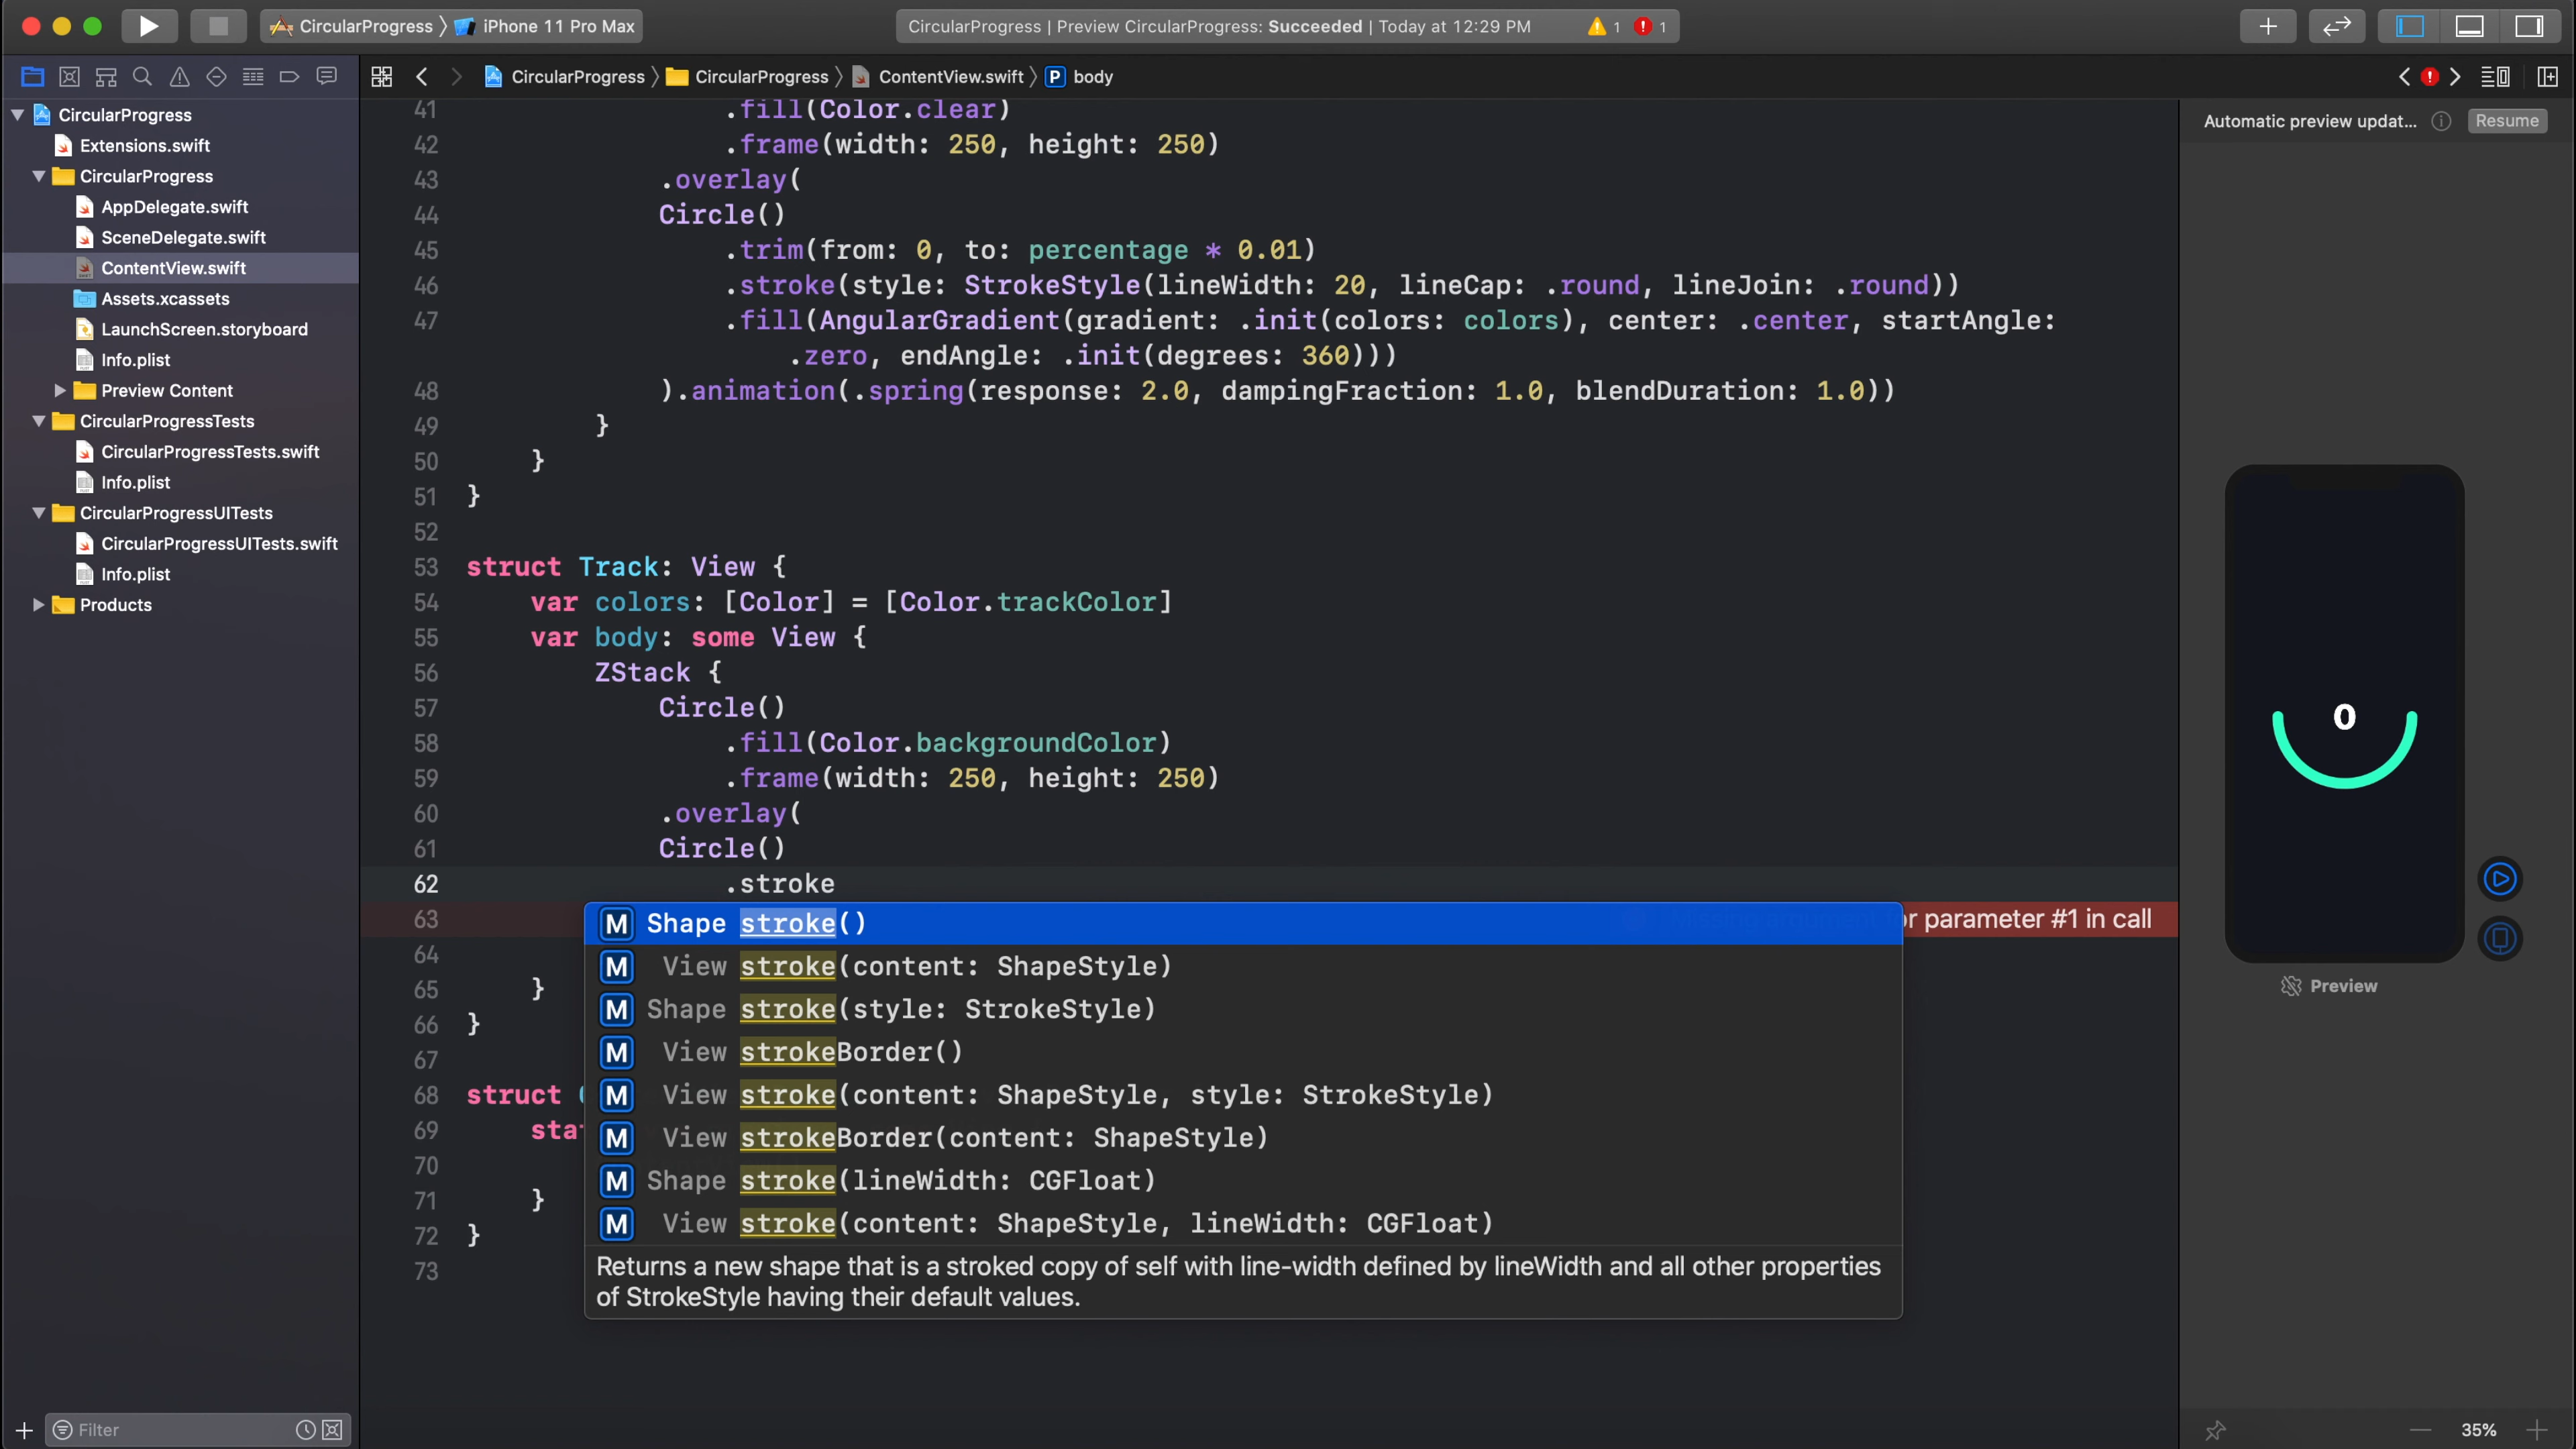 CircularProgress iPhone 11 Pro Max
CircularProgress | Preview CircularProgress: Succeeded | Today at 12:29 PM 1 1
CircularProgress CircularProgress ContentView.swift P body
Automatic preview updat... Resume
CircularProgress
Extensions.swift
CircularProgress
AppDelegate.swift
SceneDelegate.swift
ContentView.swift
Assets.xcassets
LaunchScreen.storyboard
Info.plist
Preview Content
CircularProgressTests
CircularProgressTests.swift
Info.plist
CircularProgressUITests
CircularProgressUITests.swift
Info.plist
Products
Filter
41 .fill(Color.clear)
42 .frame(width: 250, height: 250)
43 .overlay(
44 Circle()
45 .trim(from: 0, to: percentage * 0.01)
46 .stroke(style: StrokeStyle(lineWidth: 20, lineCap: .round, lineJoin: .round))
47 .fill(AngularGradient(gradient: .init(colors: colors), center: .center, startAngle:
.zero, endAngle: .init(degrees: 360)))
48 ).animation(.spring(response: 2.0, dampingFraction: 1.0, blendDuration: 1.0))
49 }
50 }
51 }
52
53 struct Track: View {
54 var colors: [Color] = [Color.trackColor]
55 var body: some View {
56 ZStack {
57 Circle()
58 .fill(Color.backgroundColor)
59 .frame(width: 250, height: 250)
60 .overlay(
61 Circle()
62 .stroke
63 parameter #1 in call
64
65 }
66 }
67
68 struct
69
70
71 }
72 }
73
M Shape stroke()
M View stroke(content: ShapeStyle)
M Shape stroke(style: StrokeStyle)
M View strokeBorder()
M View stroke(content: ShapeStyle, style: StrokeStyle)
M View strokeBorder(content: ShapeStyle)
M Shape stroke(lineWidth: CGFloat)
M View stroke(content: ShapeStyle, lineWidth: CGFloat)
Returns a new shape that is a stroked copy of self with line-width defined by lineWidth and all other properties
of StrokeStyle having their default values.
0
Preview
35%